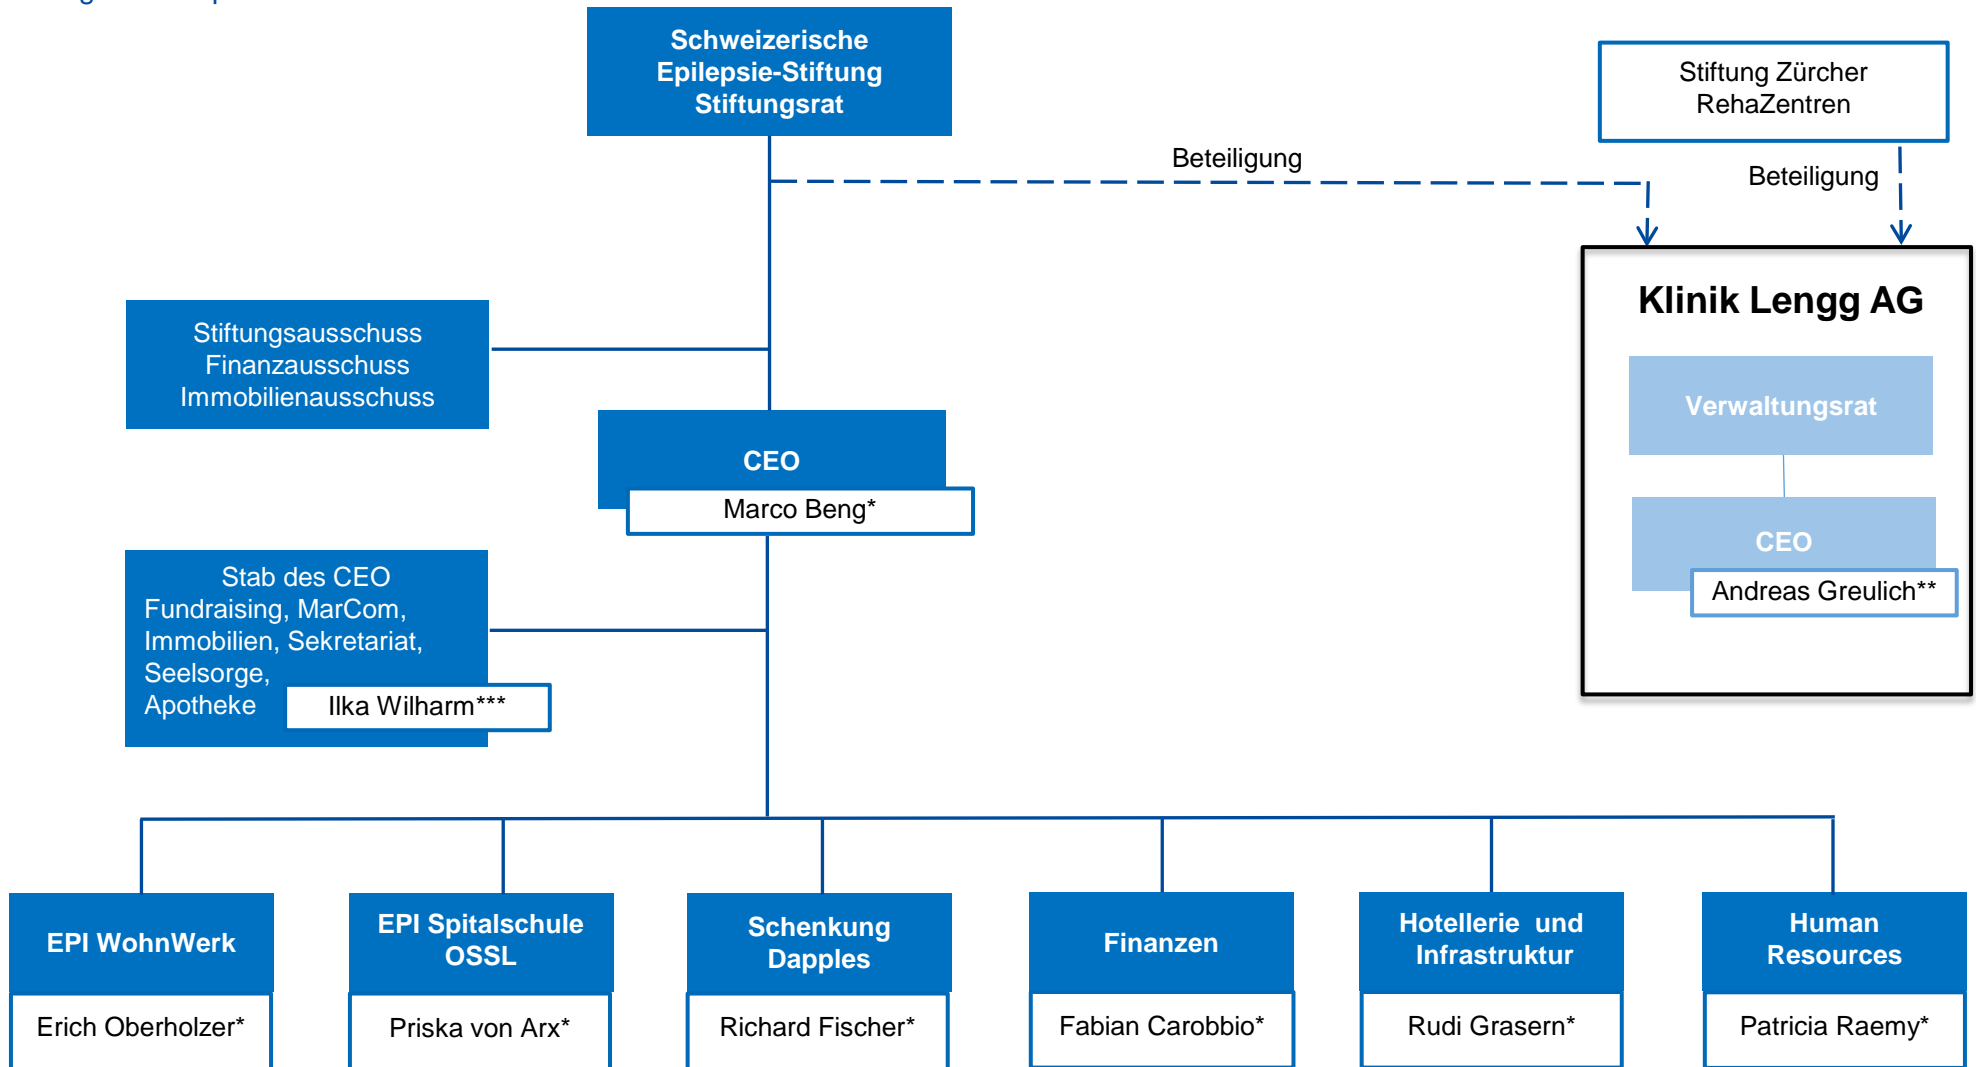 Schweizerische
Epilepsie-Stiftung
Stiftungsrat
Stiftung Zürcher
RehaZentren
Beteiligung
Beteiligung
Klinik Lengg AG
Verwaltungsrat
CEO
Andreas Greulich**
Stiftungsausschuss
Finanzausschuss
Immobilienausschuss
CEO
Marco Beng*
Stab des CEO
Fundraising, MarCom,
Immobilien, Sekretariat,
Seelsorge,
Apotheke
Ilka Wilharm***
EPI WohnWerk
Erich Oberholzer*
EPI Spitalschule
OSSL
Priska von Arx*
Schenkung
Dapples
Richard Fischer*
Finanzen
Fabian Carobbio*
Hotellerie und
Infrastruktur
Rudi Grasern*
Human
Resources
Patricia Raemy*